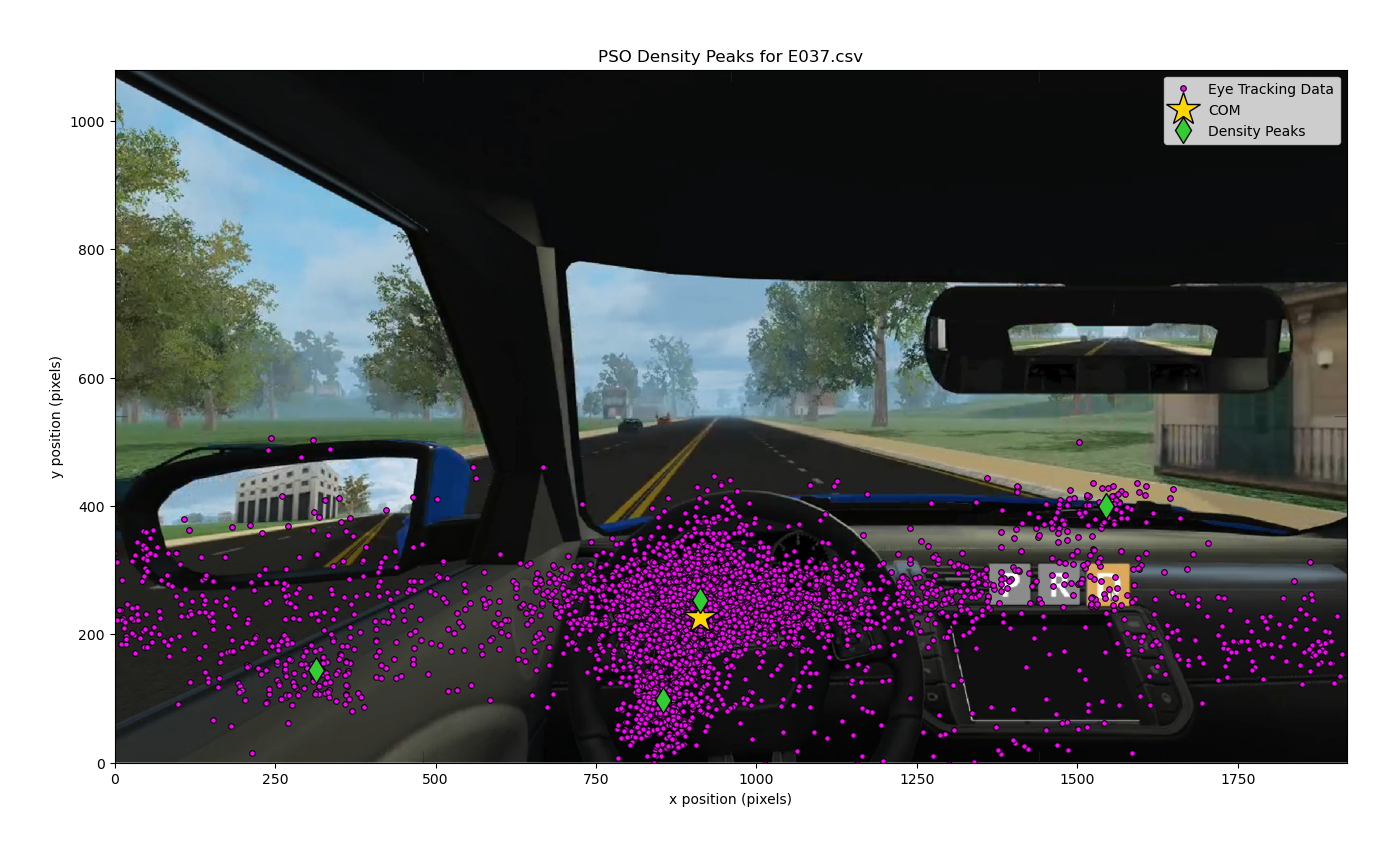 PSO Density Peaks for E037.csv
Eye Tracking Data
COM
Density Peaks
y position (pixels)
1000
800
600
400
200
0
P R
0 250 500 750 1000 1250 1500 1750
x position (pixels)